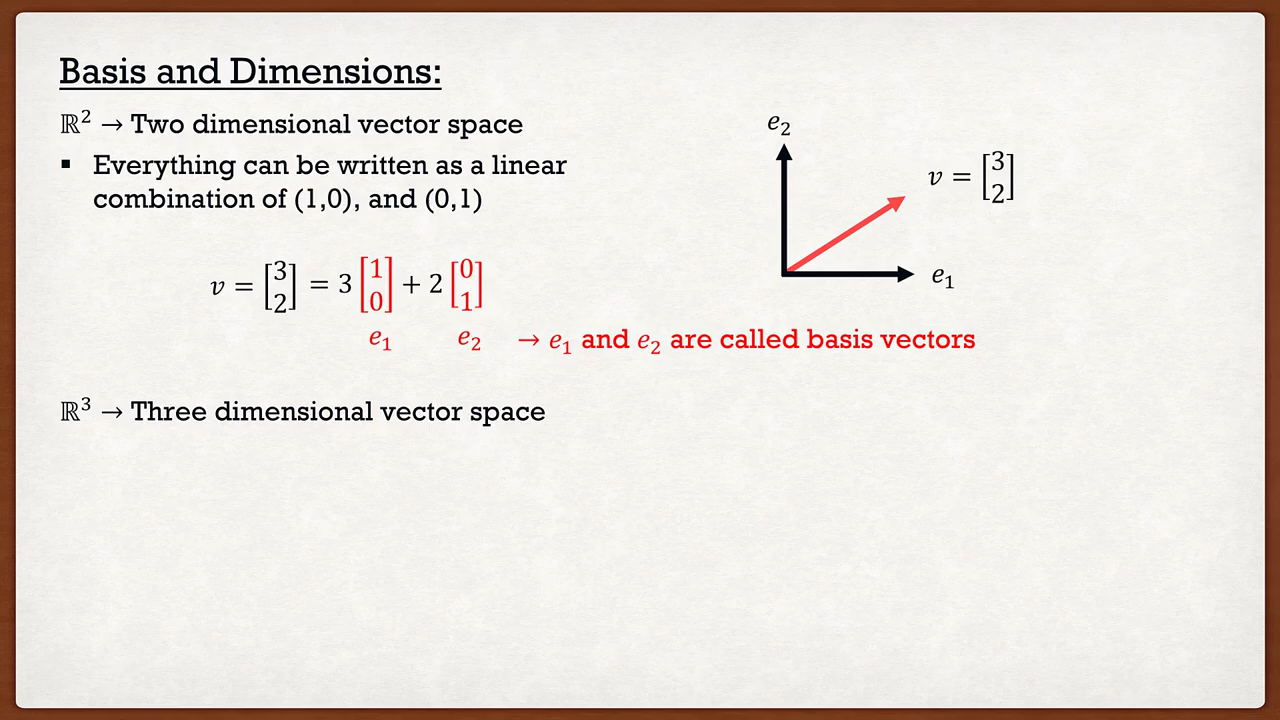 Basis and Dimensions:
ℝ² → Two dimensional vector space
▪ Everything can be written as a linear
combination of (1,0), and (0,1)
e₂
v = [3 2]
e₁
v = [3 2] = 3 [1 0] + 2 [0 1]
e₁ e₂ → e₁ and e₂ are called basis vectors
ℝ³ → Three dimensional vector space